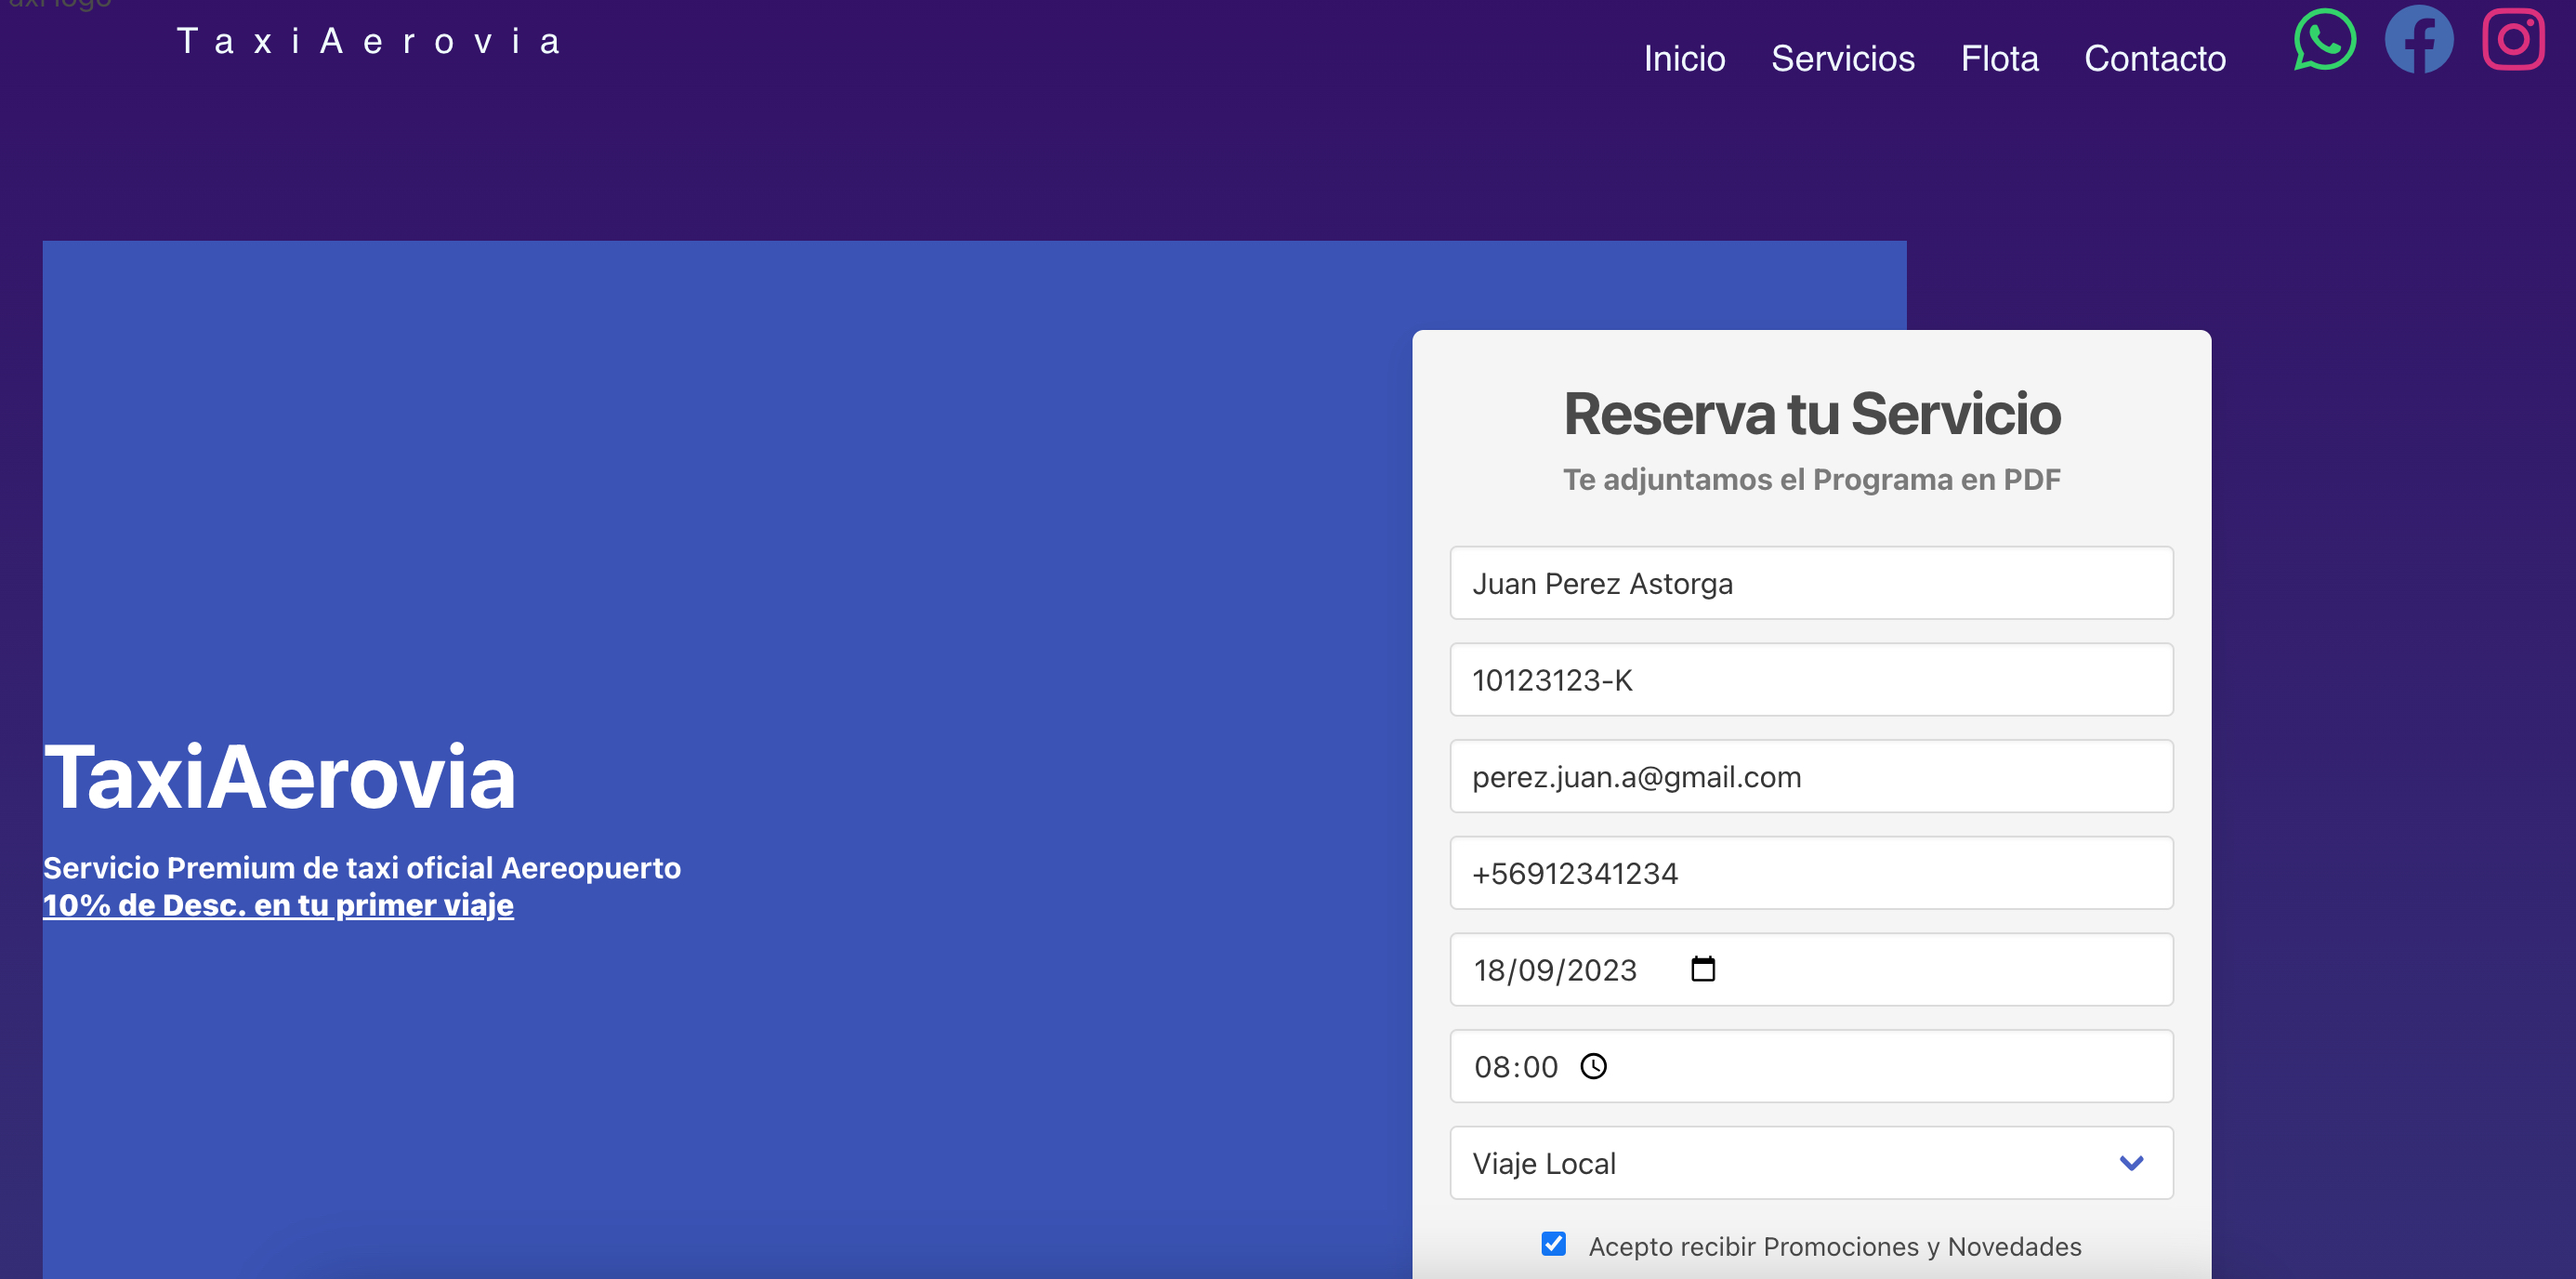 TaxiAerovia
Inicio Servicios Flota Contacto
Reserva tu Servicio
Te adjuntamos el Programa en PDF
Juan Perez Astorga
10123123-K
perez.juan.a@gmail.com
+56912341234
18/09/2023
08:00
Viaje Local
Acepto recibir Promociones y Novedades
TaxiAerovia
Servicio Premium de taxi oficial Aereopuerto
10% de Desc. en tu primer viaje